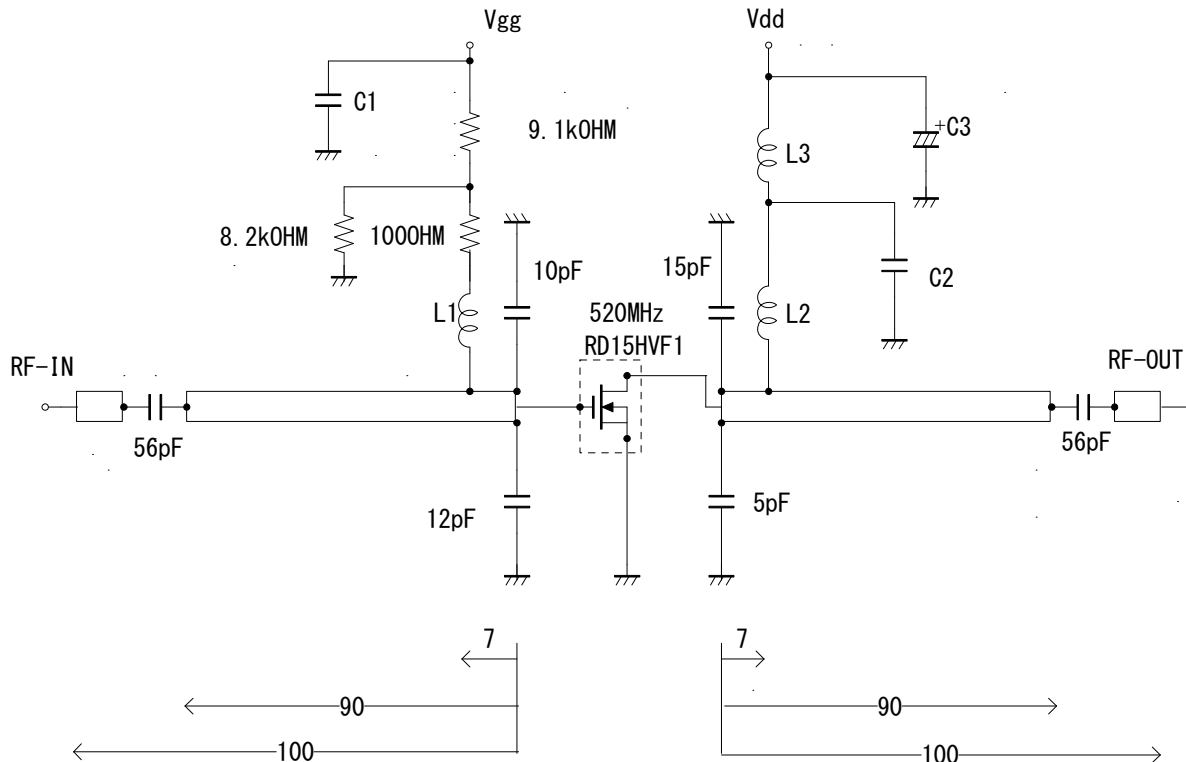 Vgg
Vdd
C1
9.1kOHM
+C3
L3
8.2kOHM
100OHM
10pF
15pF
C2
L1
520MHz
L2
RD15HVF1
RF-IN
RF-OUT
56pF
56pF
12pF
5pF
7
7
90
90
100
100